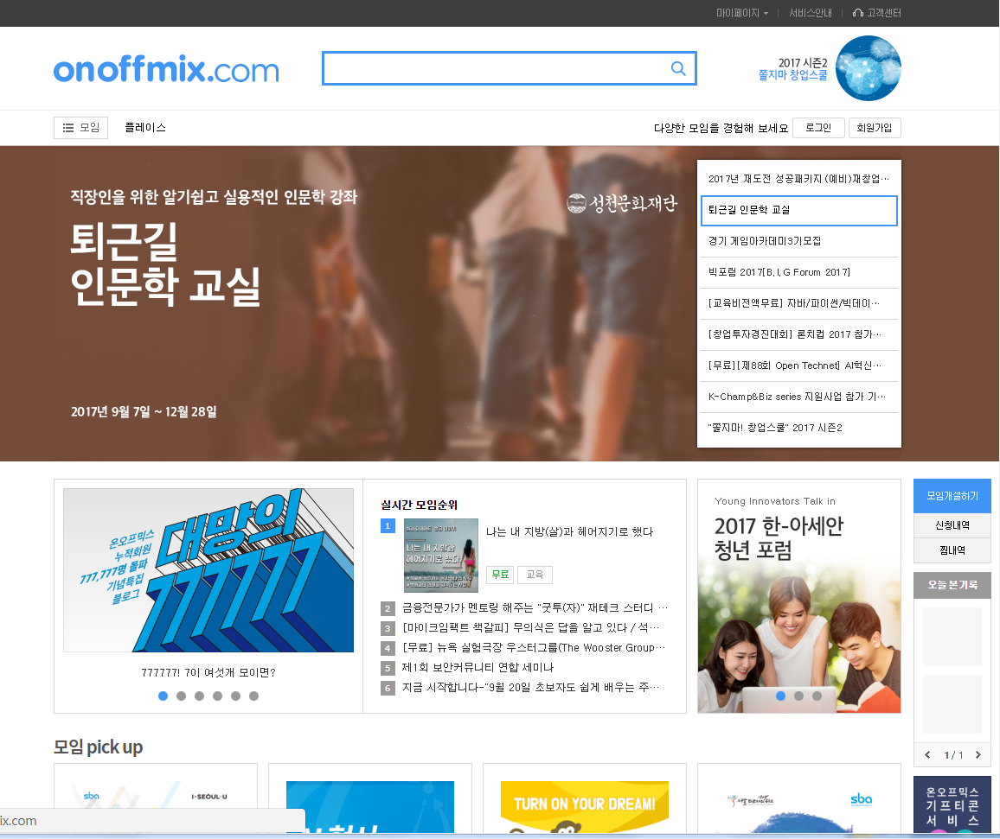 마이페이지
서비스안내
고객센터
onoffmix.com
2017 시즌2
쫄지마 창업스쿨
모임
플레이스
다양한 모임을 경험해 보세요
로그인
회원가입
직장인을 위한 알기쉽고 실용적인 인문학 강좌
성천문화재단
퇴근길
인문학 교실
2017년 9월 7일 ~ 12월 28일
2017년 재도전 성공패키지 (예비)재창업…
퇴근길 인문학 교실
경기 게임아카데미3기모집
빅포럼 2017[B.I.G Forum 2017]
[교육비전액무료] 자바/파이썬/빅데이…
[창업투자경진대회] 론치컵 2017 참가…
[무료][제88회 Open Technet] AI혁신…
K-Champ&Biz series 지원사업 참가 기…
"쫄지마! 창업스쿨" 2017 시즌2
온오프믹스
누적회원
777,777명 돌파
기념특집
블로그
대망의
777777
777777! 7이 여섯개 모이면?
실시간 모임순위
1
나는 내 지방과
헤어지기로 했다
나는 내 지방(살)과 헤어지기로 했다
무료
교육
2 금융전문가가 멘토링 해주는 "굿투(자)" 재테크 스터디 …
3 [마이크임팩트 책갈피] 무의식은 답을 알고 있다 / 석…
4 [무료] 뉴욕 실험극장 우스터그룹(The Wooster Group…
5 제1회 보안커뮤니티 연합 세미나
6 지금 시작합니다-"9월 20일 초보자도 쉽게 배우는 주…
Young Innovators Talk in
2017 한-아세안
청년 포럼
모임개설하기
신청내역
찜내역
오늘 본 기록
1 / 1
온오프믹스
기프티콘
서비스
모임 pick up
sba
I·SEOUL·U
TURN ON YOUR DREAM!
sba
ix.com